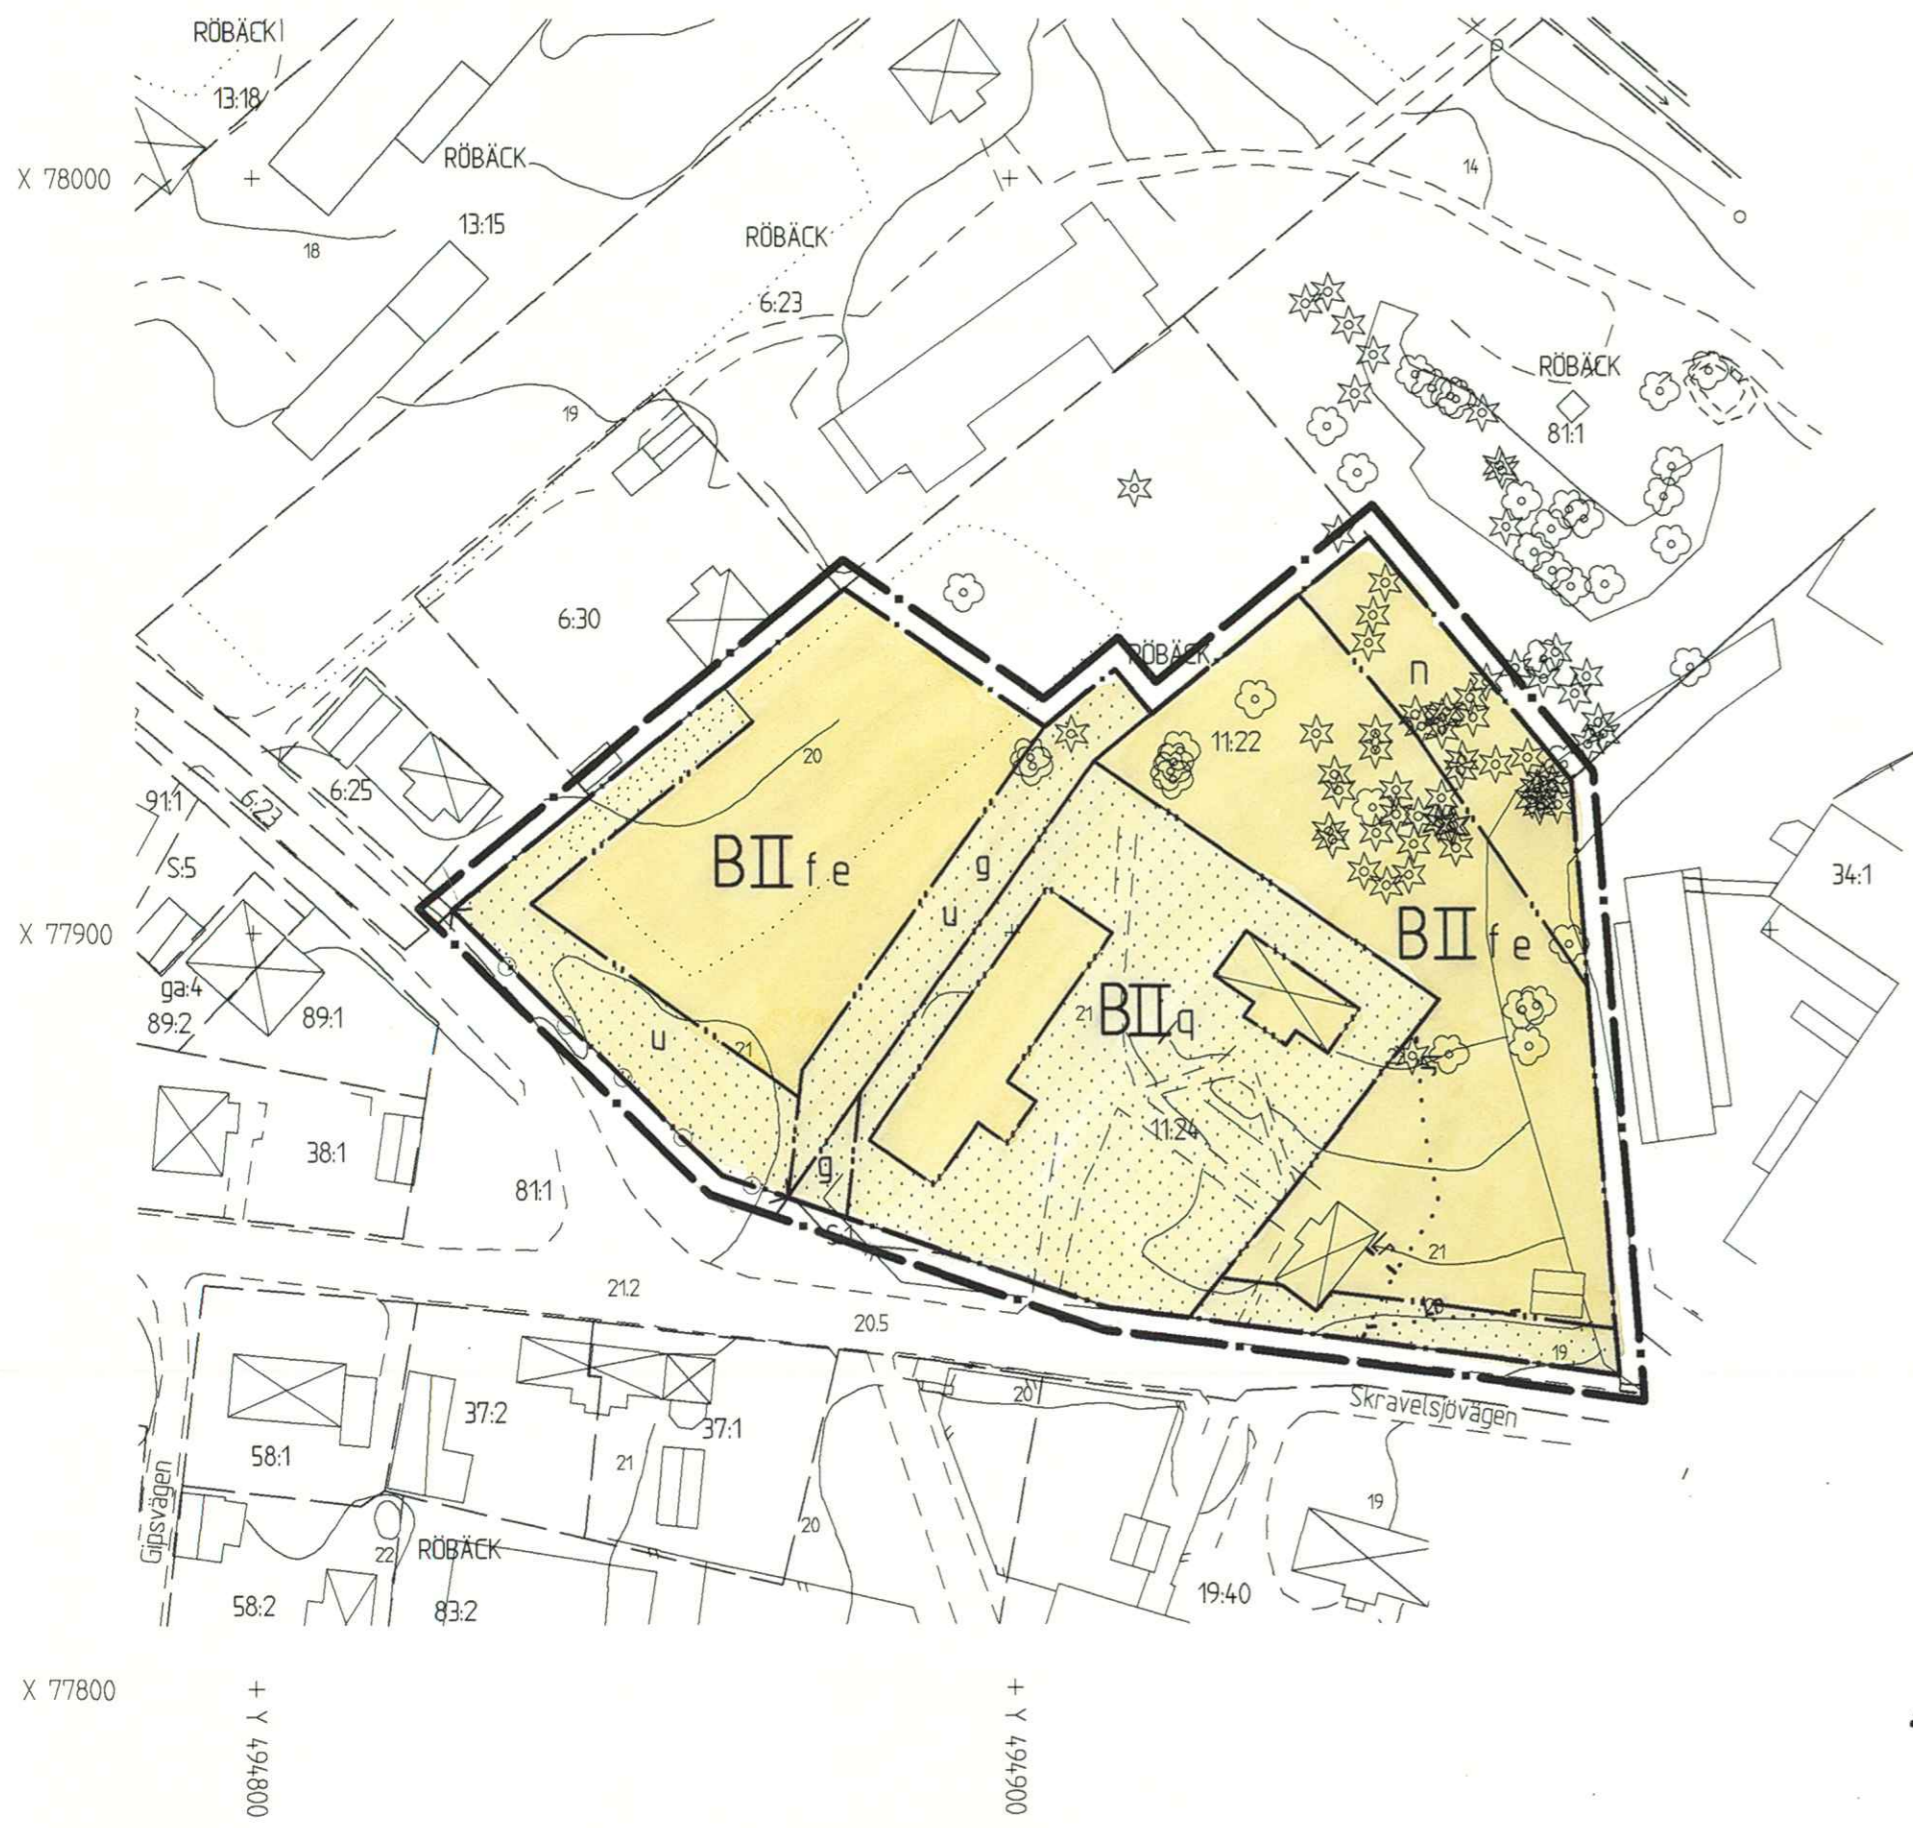 RÖBÄCK
13:18
RÖBÄCK
X 78000
14
13:15
18
RÖBÄCK
6:23
RÖBÄCK
19
81:1
6:30
RÖBÄCK
n
11:22
20
6:25
6:23
91:1
BII f e
g
S:5
34:1
u
BII f e
X 77900
ga:4
89:2
89:1
21
BII q
u
21
11:24
38:1
g
81:1
S:1
21
21.2
20
20.5
19
20
Skravelsjövägen
37:2
37:1
58:1
21
19
Gipsvägen
20
22
RÖBÄCK
19:40
58:2
83:2
X 77800
+ Y 494800
+ Y 494900